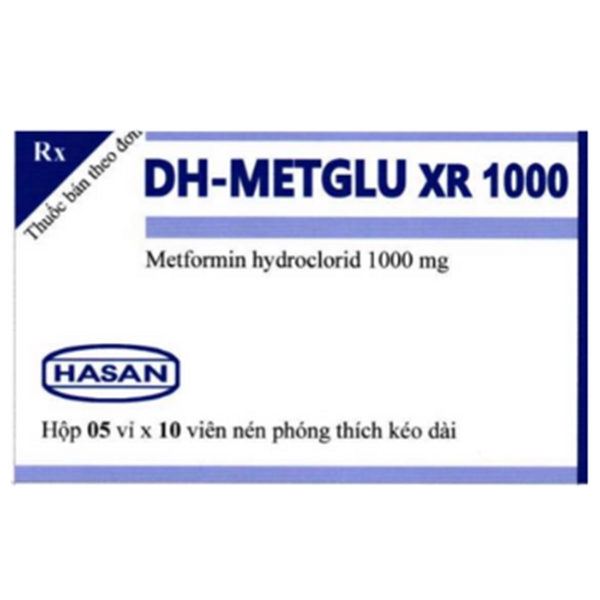 Rx
Thuốc bán theo đơn
DH-METGLU XR 1000
Metformin hydroclorid 1000 mg
HASAN
Hộp 05 vỉ x 10 viên nén phóng thích kéo dài